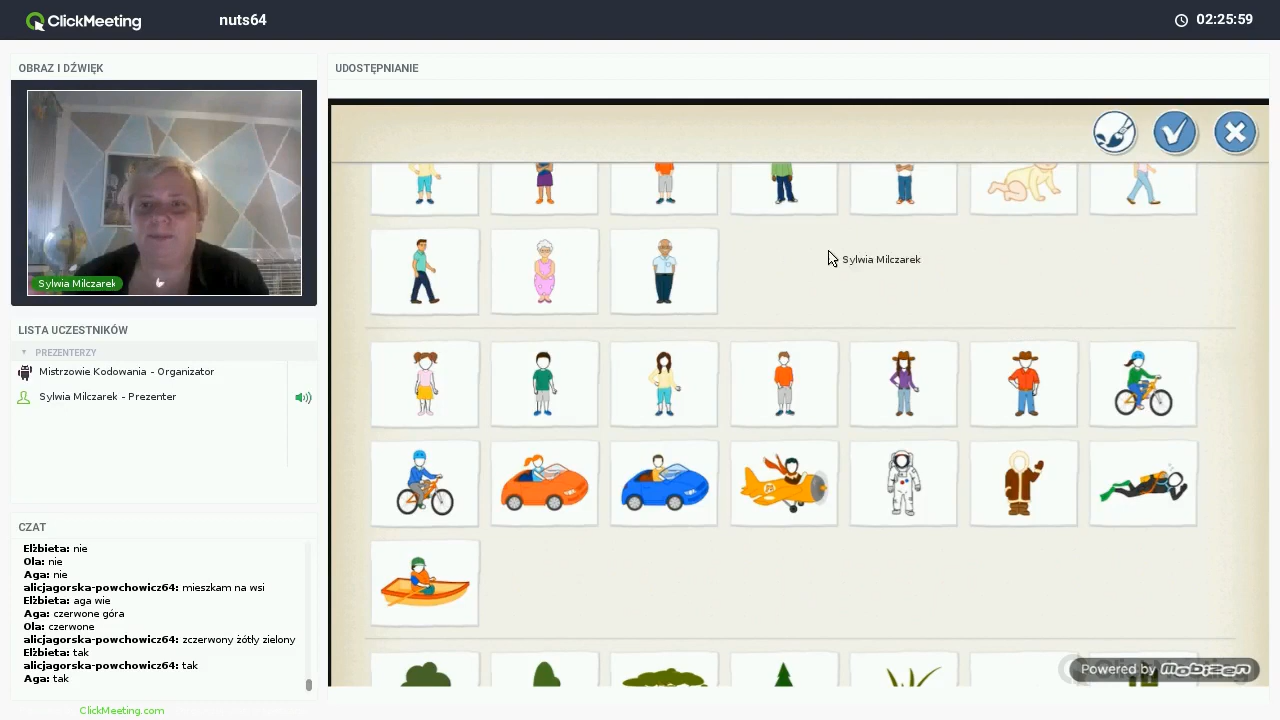 ClickMeeting
nuts64
02:25:59
OBRAZ I DŹWIĘK
UDOSTĘPNIANIE
Sylwia Milczarek
Sylwia Milczarek
LISTA UCZESTNIKÓW
PREZENTERZY
Mistrzowie Kodowania - Organizator
Sylwia Milczarek - Prezenter
CZAT
Elżbieta: nie
Ola: nie
Aga: nie
alicjagorska-powchowicz64: mieszkam na wsi
Elżbieta: aga wie
Aga: czerwone góra
Ola: czerwone
alicjagorska-powchowicz64: zczerwony żótły zielony
Elżbieta: tak
alicjagorska-powchowicz64: tak
Aga: tak
Powered by Mobizen
ClickMeeting.com